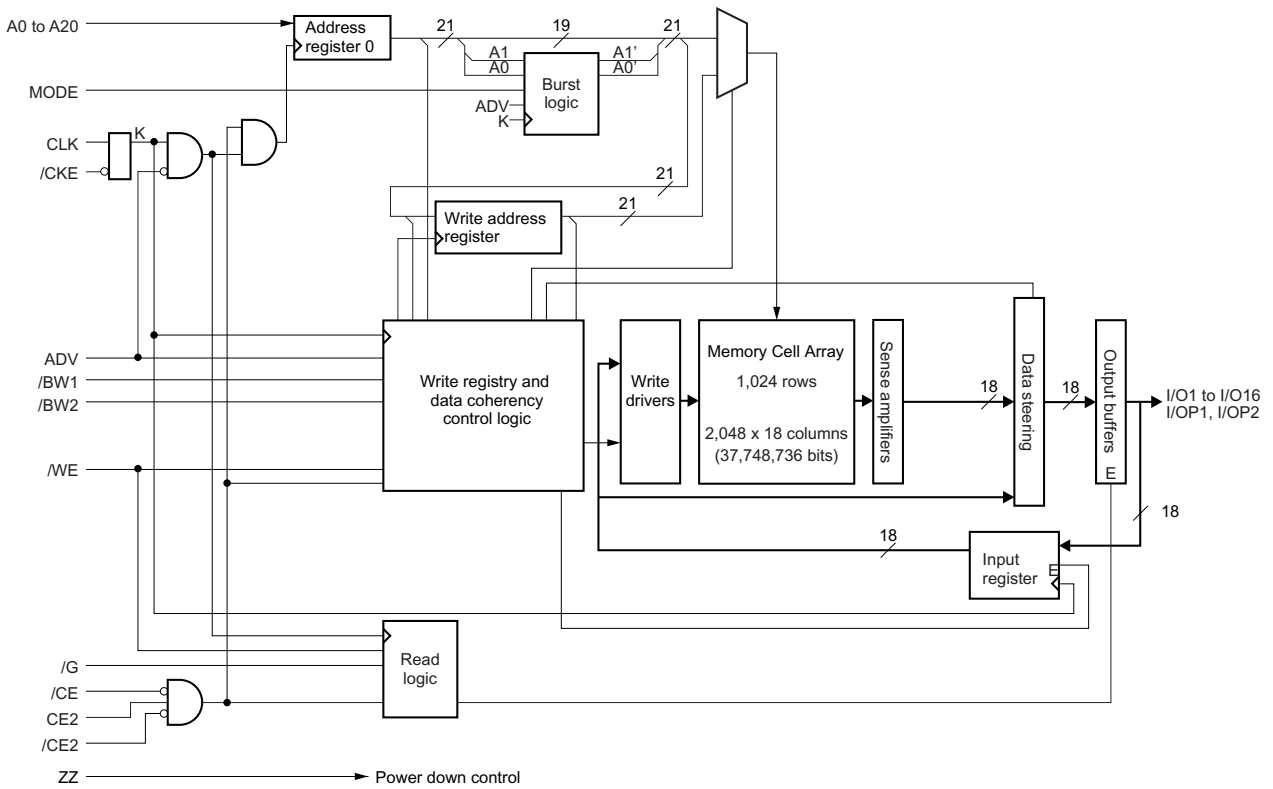 A0 to A20
Address
register 0
21
19
21
A1
A0
A1'
A0'
Burst
logic
MODE
ADV
K
CLK
K
/CKE
21
Write address
register
21
ADV
/BW1
/BW2
/WE
Write registry and
data coherency
control logic
Write
drivers
Memory Cell Array
1,024 rows
2,048 x 18 columns
(37,748,736 bits)
Sense amplifiers
18
Data steering
18
Output buffers
E
I/O1 to I/O16
I/OP1, I/OP2
18
18
Input
register
E
Read
logic
/G
/CE
CE2
/CE2
ZZ
Power down control